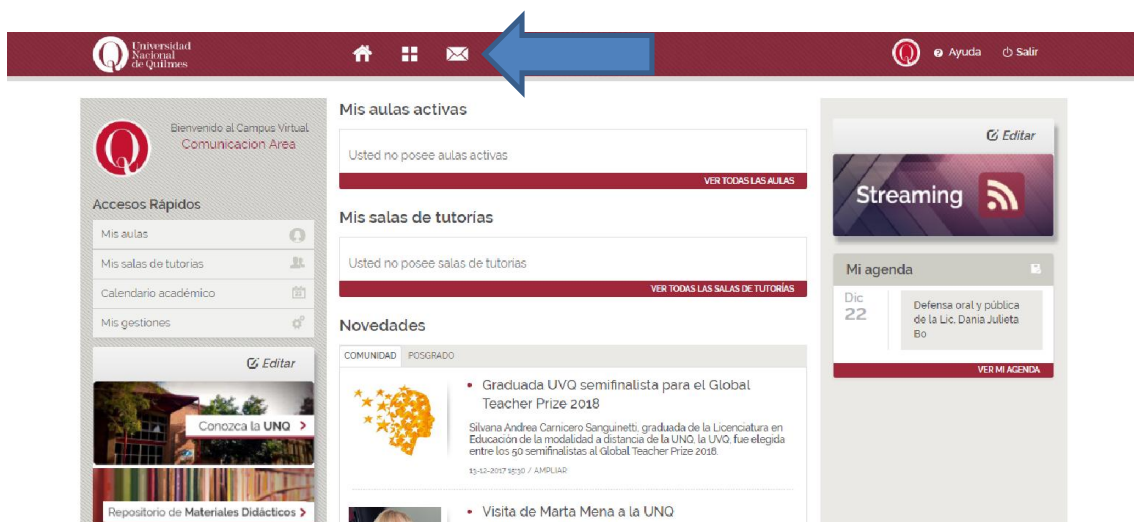 Universidad
Nacional
de Quilmes
Ayuda
Salir
Bienvenido al Campus Virtual
Comunicacion Area
Accesos Rápidos
Mis aulas
Mis salas de tutorias
Calendario académico
Mis gestiones
Editar
Conozca la UNQ >
Repositorio de Materiales Didácticos >
Mis aulas activas
Usted no posee aulas activas
VER TODAS LAS AULAS
Mis salas de tutorías
Usted no posee salas de tutorias
VER TODAS LAS SALAS DE TUTORÍAS
Novedades
COMUNIDAD POSGRADO
• Graduada UVQ semifinalista para el Global
Teacher Prize 2018
Silvana Andrea Carnicero Sanguinetti, graduada de la Licenciatura en
Educación de la modalidad a distancia de la UNQ, la UVQ, fue elegida
entre los 50 semifinalistas al Global Teacher Prize 2018.
13-12-2017 15:30 / AMPLIAR
• Visita de Marta Mena a la UNQ
Editar
Streaming
Mi agenda
Dic
22
Defensa oral y pública
de la Lic. Dania Julieta
Bo
VER MI AGENDA